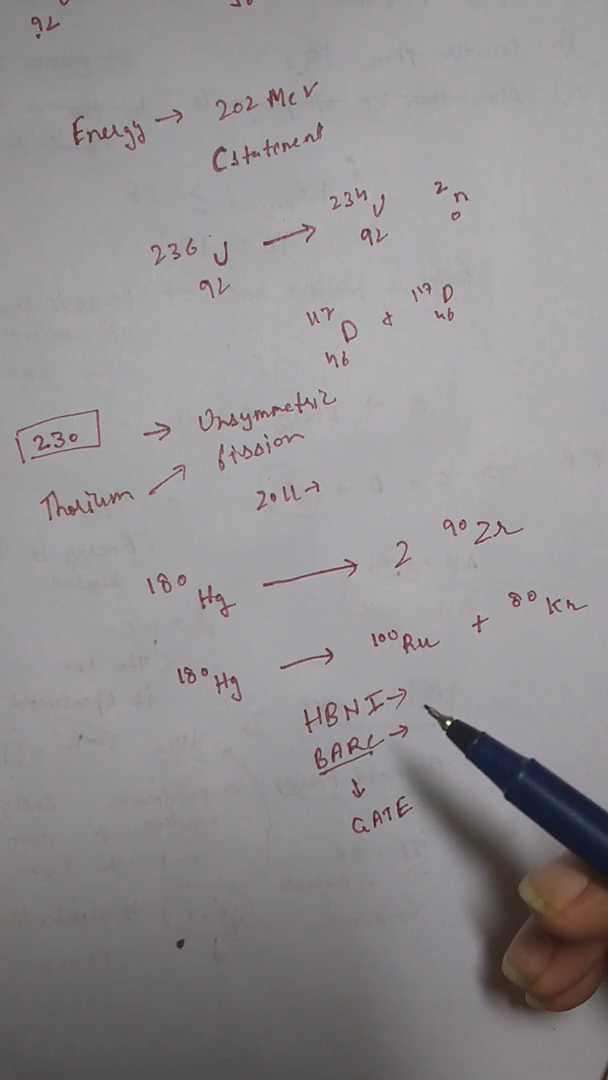 92
Energy → 202 MeV
(Statement
236 U 92 → 234 U 92 2 n 0
117 D 46 + 117 D 46
230 → Unsymmetric
fission
Thorium
2011 →
180 Hg → 2 90 Zr
180 Hg → 100 Ru + 80 Kr
HBNI →
BARC →
↓
GATE